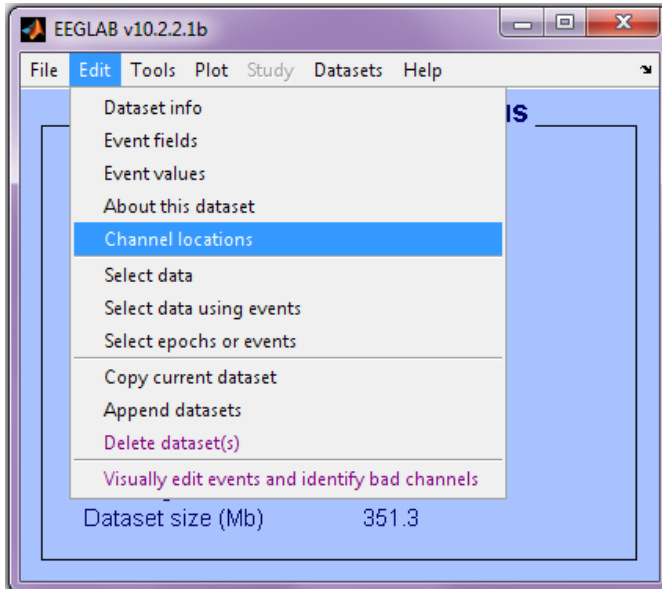 EEGLAB v10.2.2.1b
File Edit Tools Plot Study Datasets Help
Dataset info
Event fields
Event values
About this dataset
Channel locations
Select data
Select data using events
Select epochs or events
Copy current dataset
Append datasets
Delete dataset(s)
Visually edit events and identify bad channels
Dataset size (Mb) 351.3